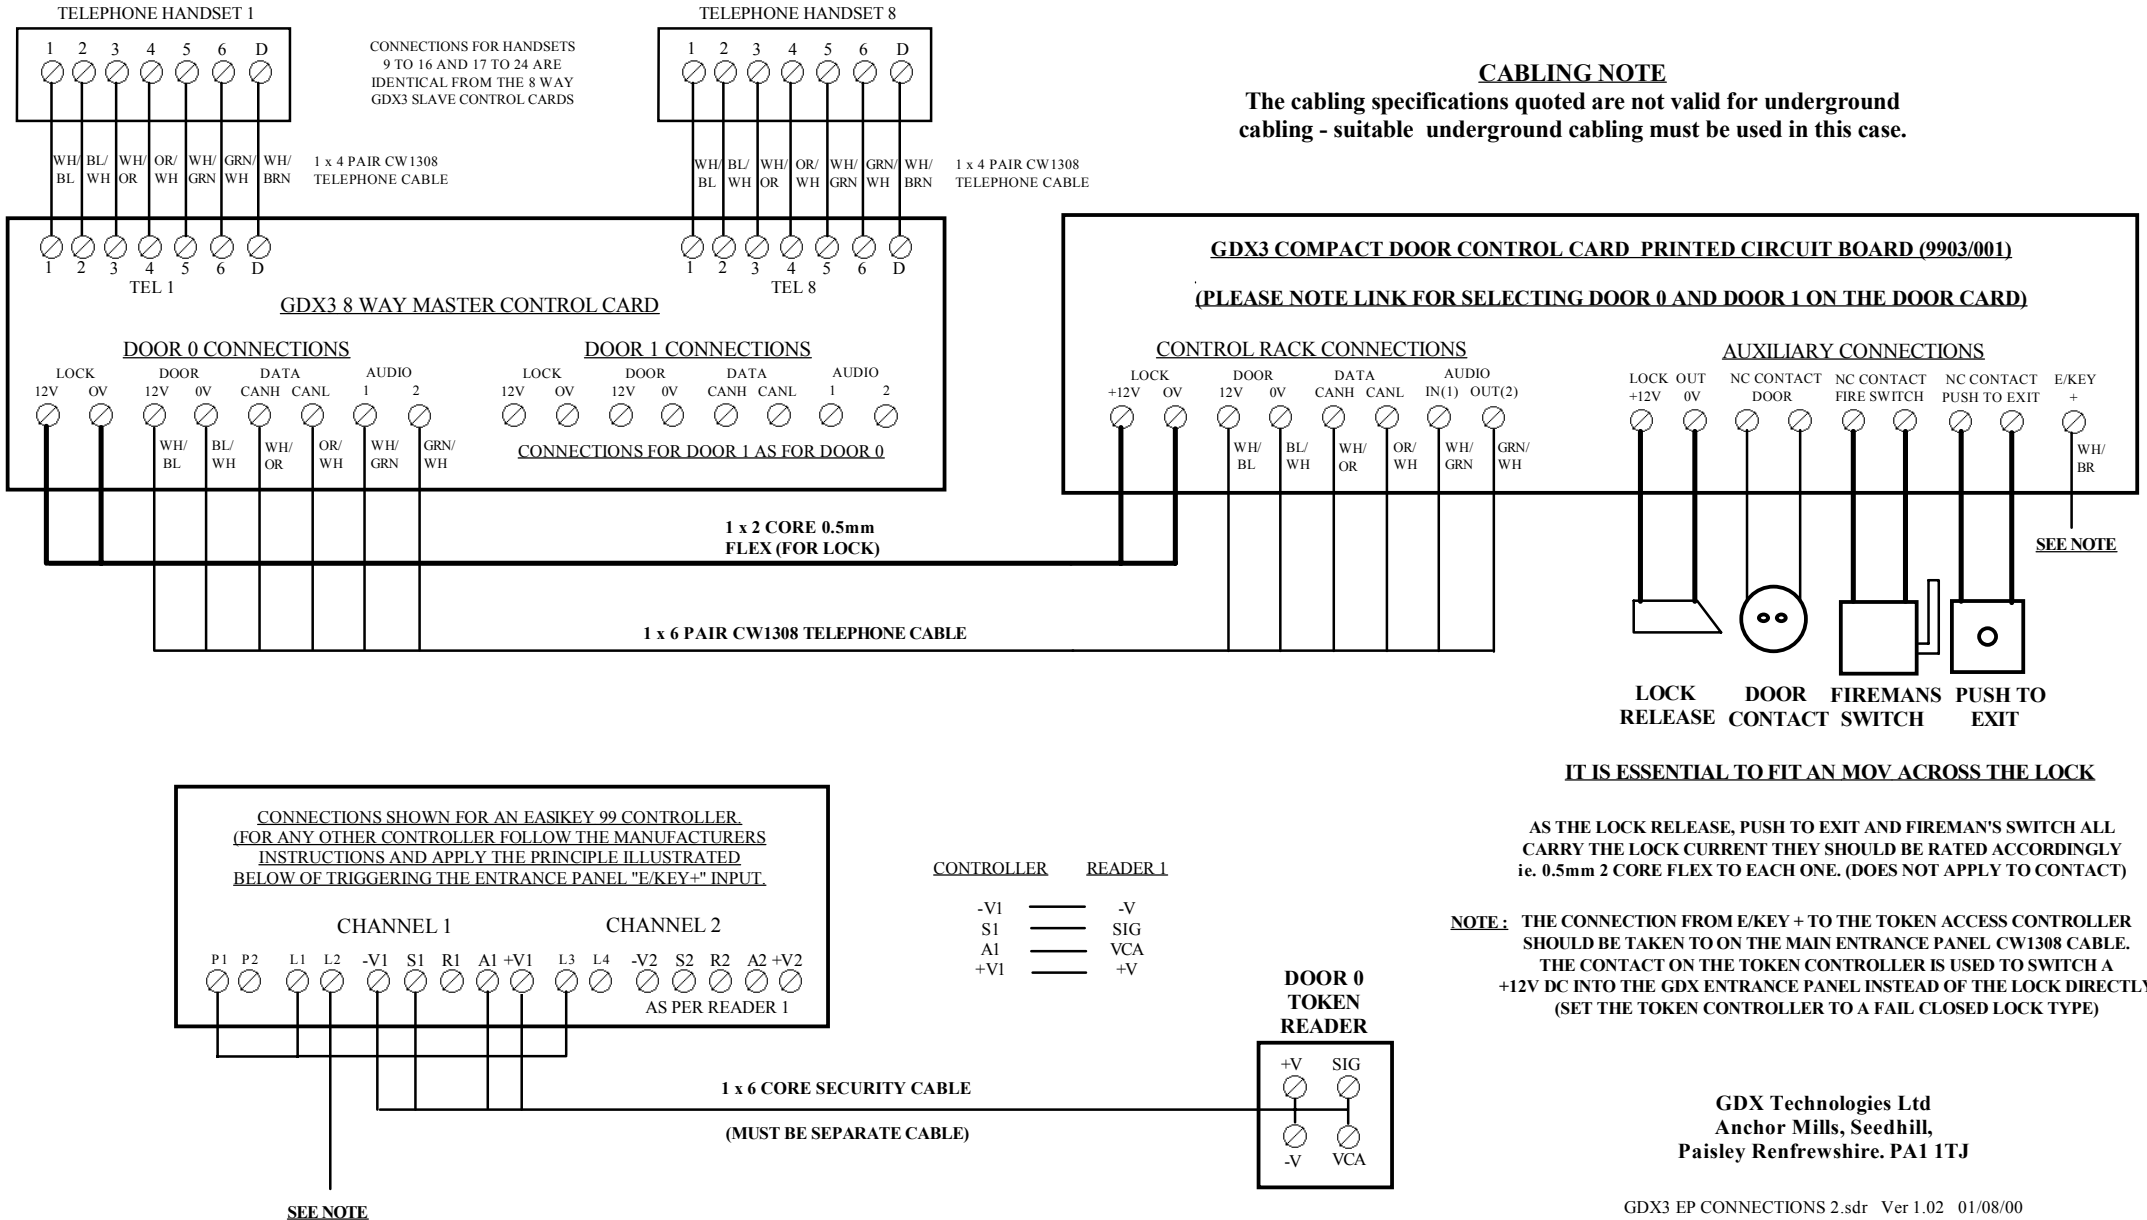 TELEPHONE HANDSET 1
1 2 3 4 5 6 D
CONNECTIONS FOR HANDSETS
9 TO 16 AND 17 TO 24 ARE
IDENTICAL FROM THE 8 WAY
GDX3 SLAVE CONTROL CARDS
TELEPHONE HANDSET 8
1 2 3 4 5 6 D
CABLING NOTE
The cabling specifications quoted are not valid for underground
cabling - suitable underground cabling must be used in this case.
WH/ BL/ WH/ OR/ WH/ GRN/ WH/
BL WH OR WH GRN WH BRN
1 x 4 PAIR CW1308
TELEPHONE CABLE
WH/ BL/ WH/ OR/ WH/ GRN/ WH/
BL WH OR WH GRN WH BRN
1 x 4 PAIR CW1308
TELEPHONE CABLE
1 2 3 4 5 6 D
TEL 1
1 2 3 4 5 6 D
TEL 8
GDX3 8 WAY MASTER CONTROL CARD
DOOR 0 CONNECTIONS
LOCK DOOR DATA AUDIO
12V OV 12V 0V CANH CANL 1 2
WH/ BL/ WH/ OR/ WH/ GRN/
BL WH OR WH GRN WH
DOOR 1 CONNECTIONS
LOCK DOOR DATA AUDIO
12V OV 12V 0V CANH CANL 1 2
CONNECTIONS FOR DOOR 1 AS FOR DOOR 0
GDX3 COMPACT DOOR CONTROL CARD PRINTED CIRCUIT BOARD (9903/001)
(PLEASE NOTE LINK FOR SELECTING DOOR 0 AND DOOR 1 ON THE DOOR CARD)
CONTROL RACK CONNECTIONS
LOCK DOOR DATA AUDIO
+12V OV 12V 0V CANH CANL IN(1) OUT(2)
WH/ BL/ WH/ OR/ WH/ GRN/
BL WH OR WH GRN WH
AUXILIARY CONNECTIONS
LOCK OUT NC CONTACT NC CONTACT NC CONTACT E/KEY
+12V 0V DOOR FIRE SWITCH PUSH TO EXIT +
WH/
BR
SEE NOTE
1 x 2 CORE 0.5mm
FLEX (FOR LOCK)
1 x 6 PAIR CW1308 TELEPHONE CABLE
LOCK DOOR FIREMANS PUSH TO
RELEASE CONTACT SWITCH EXIT
IT IS ESSENTIAL TO FIT AN MOV ACROSS THE LOCK
AS THE LOCK RELEASE, PUSH TO EXIT AND FIREMAN'S SWITCH ALL
CARRY THE LOCK CURRENT THEY SHOULD BE RATED ACCORDINGLY
ie. 0.5mm 2 CORE FLEX TO EACH ONE. (DOES NOT APPLY TO CONTACT)
NOTE : THE CONNECTION FROM E/KEY + TO THE TOKEN ACCESS CONTROLLER
SHOULD BE TAKEN TO ON THE MAIN ENTRANCE PANEL CW1308 CABLE.
THE CONTACT ON THE TOKEN CONTROLLER IS USED TO SWITCH A
+12V DC INTO THE GDX ENTRANCE PANEL INSTEAD OF THE LOCK DIRECTLY
(SET THE TOKEN CONTROLLER TO A FAIL CLOSED LOCK TYPE)
CONNECTIONS SHOWN FOR AN EASIKEY 99 CONTROLLER.
(FOR ANY OTHER CONTROLLER FOLLOW THE MANUFACTURERS
INSTRUCTIONS AND APPLY THE PRINCIPLE ILLUSTRATED
BELOW OF TRIGGERING THE ENTRANCE PANEL "E/KEY+" INPUT.
CHANNEL 1 CHANNEL 2
P1 P2 L1 L2 -V1 S1 R1 A1 +V1 L3 L4 -V2 S2 R2 A2 +V2
AS PER READER 1
CONTROLLER READER 1
-V1 -V
S1 SIG
A1 VCA
+V1 +V
DOOR 0
TOKEN
READER
+V SIG
-V VCA
1 x 6 CORE SECURITY CABLE
(MUST BE SEPARATE CABLE)
SEE NOTE
GDX Technologies Ltd
Anchor Mills, Seedhill,
Paisley Renfrewshire. PA1 1TJ
GDX3 EP CONNECTIONS 2.sdr Ver 1.02 01/08/00